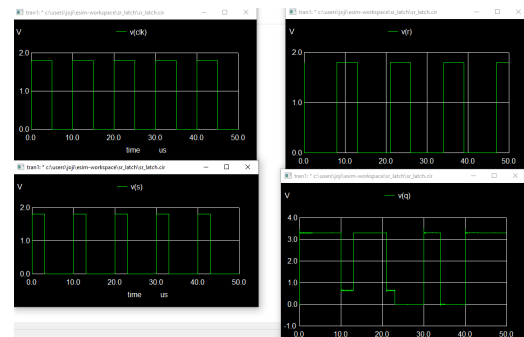 tran1: * c:\users\joji\esim-workspace\sr_latch\sr_latch.cir
V
v(clk)
2.0
1.0
0.0
0.0 10.0 20.0 30.0 40.0 50.0
time us
tran1: * c:\users\joji\esim-workspace\sr_latch\sr_latch.cir
V
v(r)
2.0
1.0
0.0
0.0 10.0 20.0 30.0 40.0 50.0
tran1: * c:\users\joji\esim-workspace\sr_latch\sr_latch.cir
V
v(s)
2.0
1.0
0.0
0.0 10.0 20.0 30.0 40.0 50.0
time us
tran1: * c:\users\joji\esim-workspace\sr_latch\sr_latch.cir
V
v(q)
4.0
3.0
2.0
1.0
0.0
-1.0
0.0 10.0 20.0 30.0 40.0 50.0